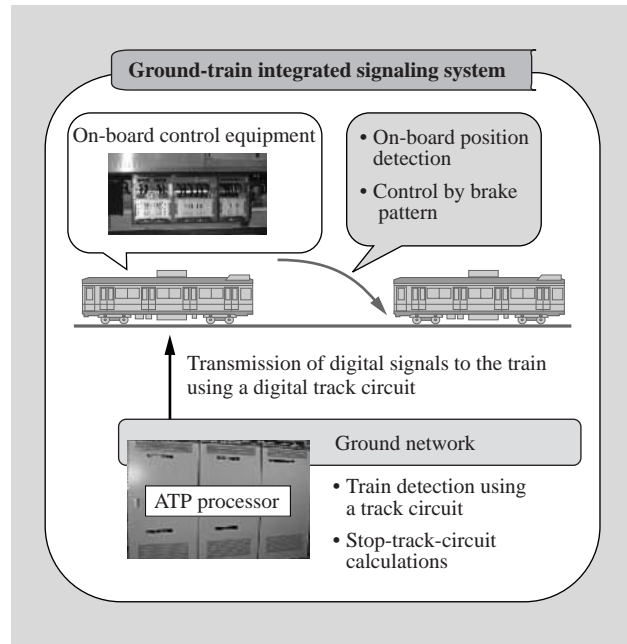 Ground-train integrated signaling system
On-board control equipment
• On-board position
detection
• Control by brake
pattern
Transmission of digital signals to the train
using a digital track circuit
Ground network
ATP processor
• Train detection using
a track circuit
• Stop-track-circuit
calculations